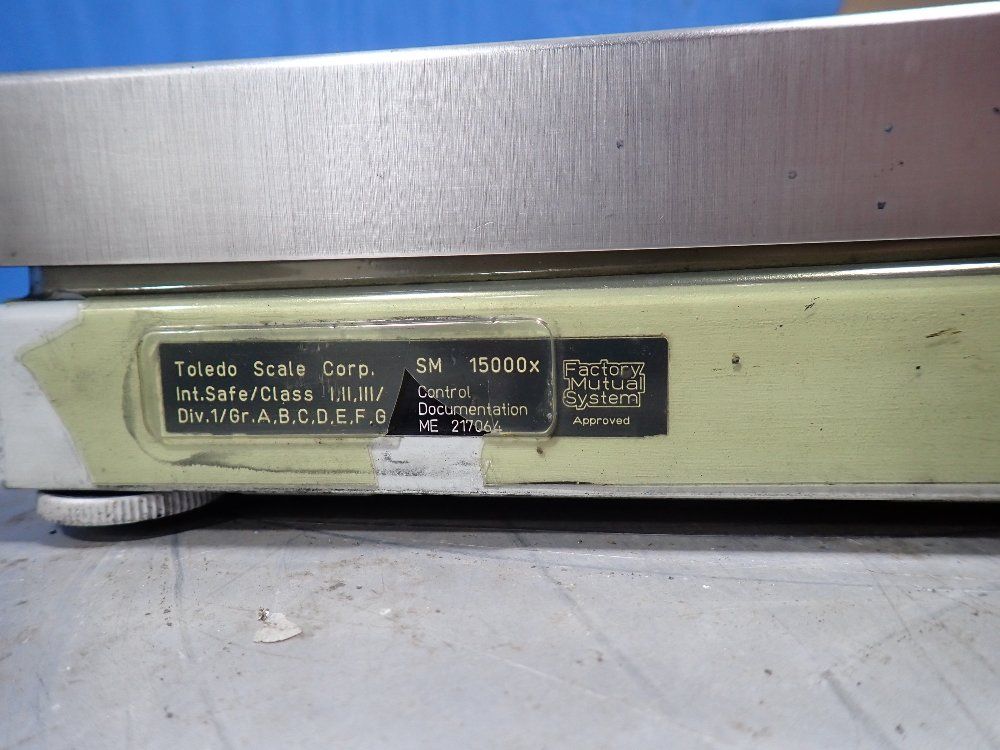 Toledo Scale Corp. SM 15000x
Int.Safe/Class I,II,III/
Div.1/Gr.A,B,C,D,E,F,G
Control
Documentation
ME 217064
Factory
Mutual
System
Approved